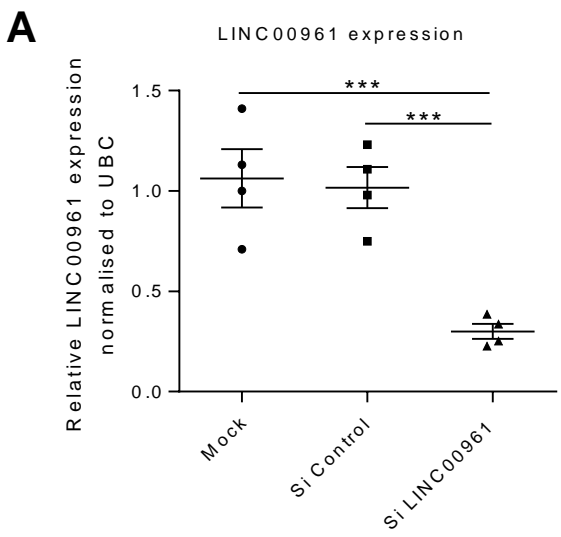 A
LINC00961 expression
Relative LINC00961 expression
normalised to UBC
***
***
1.5
1.0
0.5
0.0
Mock
Si Control
Si LINC00961